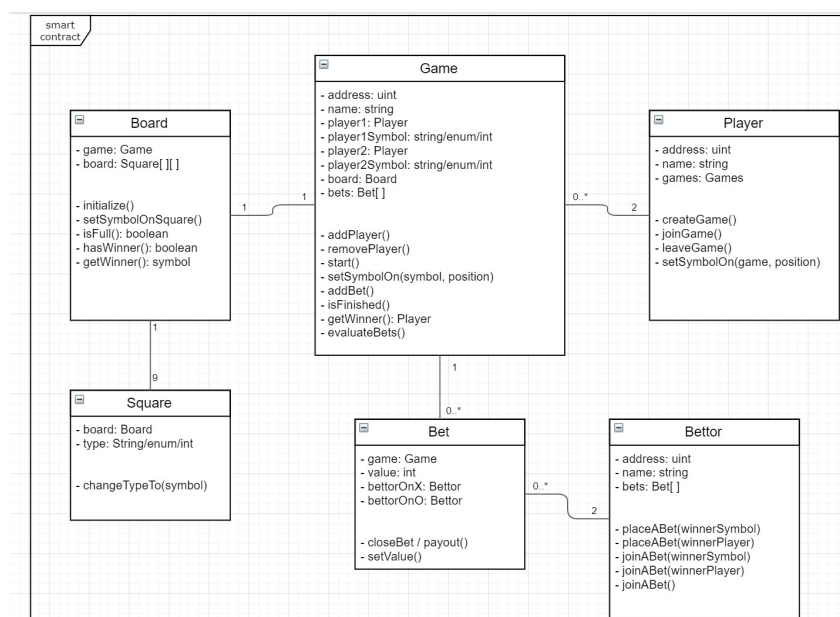 smart
contract
Game
- address: uint
- name: string
- player1: Player
- player1Symbol: string/enum/int
- player2: Player
- player2Symbol: string/enum/int
- board: Board
- bets: Bet[ ]
- addPlayer()
- removePlayer()
- start()
- setSymbolOn(symbol, position)
- addBet()
- isFinished()
- getWinner(): Player
- evaluateBets()
Board
- game: Game
- board: Square[ ][ ]
- initialize()
- setSymbolOnSquare()
- isFull(): boolean
- hasWinner(): boolean
- getWinner(): symbol
1
1
Player
- address: uint
- name: string
- games: Games
- createGame()
- joinGame()
- leaveGame()
- setSymbolOn(game, position)
0..*
2
1
9
Square
- board: Board
- type: String/enum/int
- changeTypeTo(symbol)
1
0..*
Bet
- game: Game
- value: int
- bettorOnX: Bettor
- bettorOnO: Bettor
- closeBet / payout()
- setValue()
0..*
2
Bettor
- address: uint
- name: string
- bets: Bet[ ]
- placeABet(winnerSymbol)
- placeABet(winnerPlayer)
- joinABet(winnerSymbol)
- joinABet(winnerPlayer)
- joinABet()